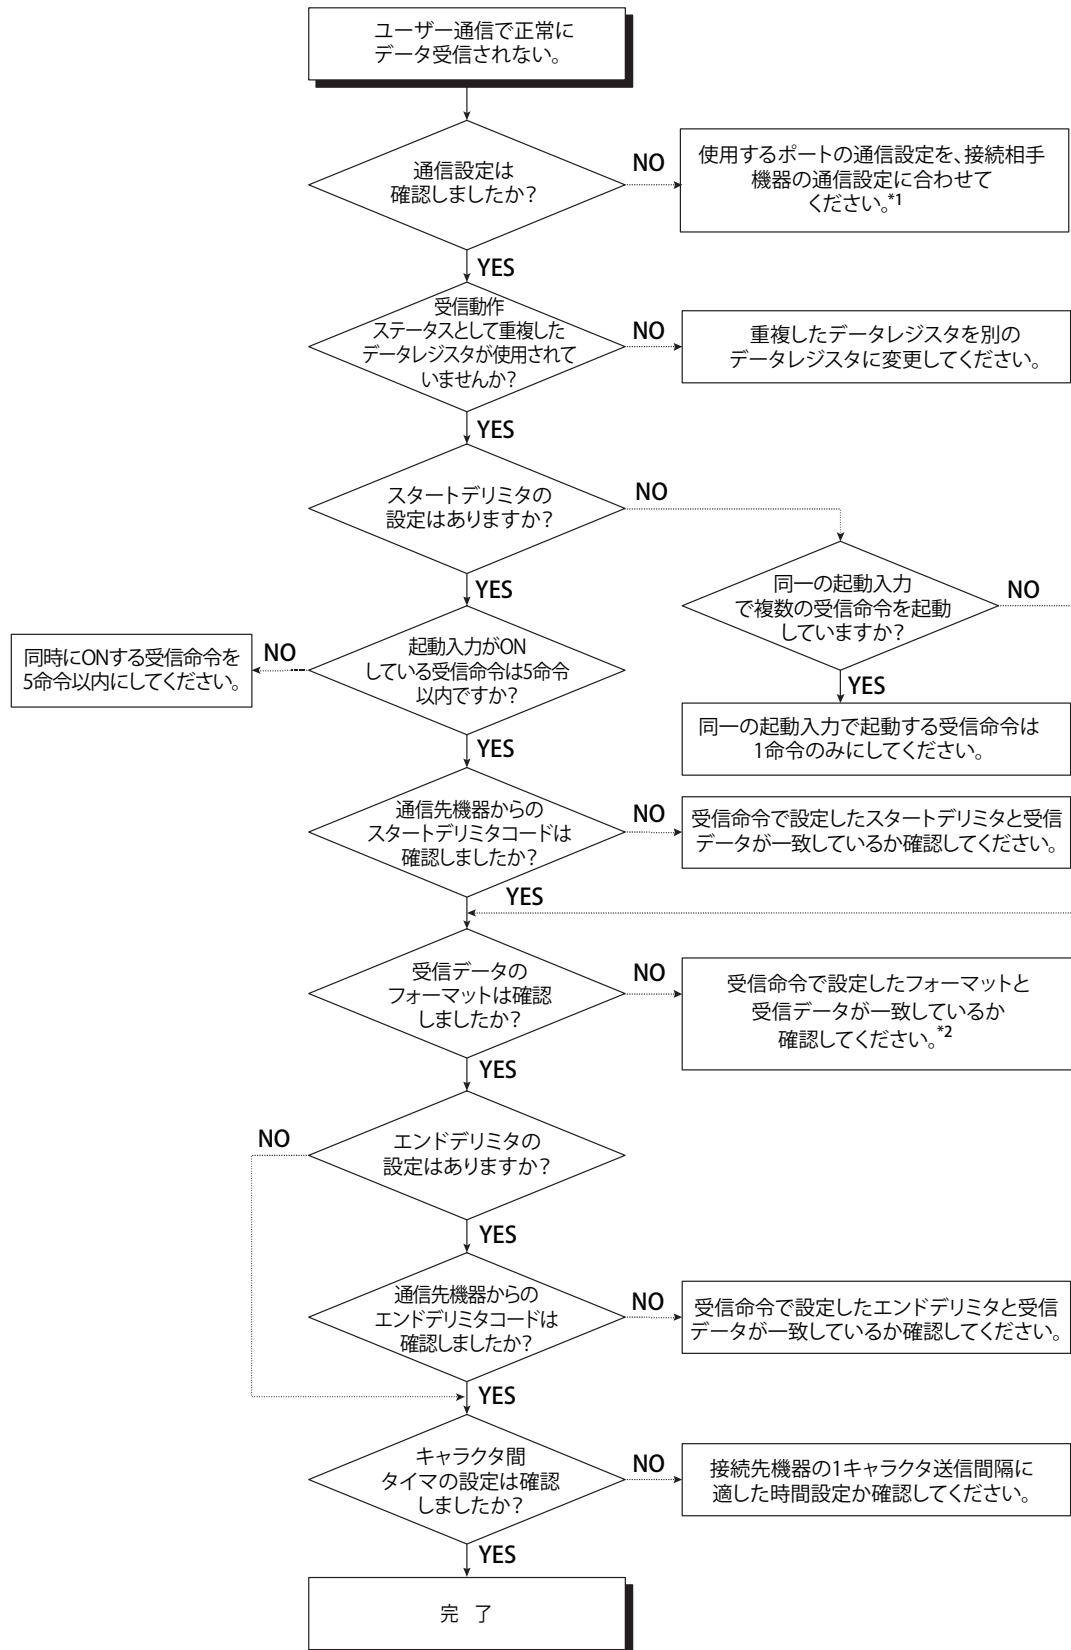 ユーザー通信で正常に
データ受信されない。
通信設定は
確認しましたか？
NO
使用するポートの通信設定を、接続相手
機器の通信設定に合わせて
ください。*1
YES
受信動作
ステータスとして重複した
データレジスタが使用されて
いませんか？
NO
重複したデータレジスタを別の
データレジスタに変更してください。
YES
スタートデリミタの
設定はありますか？
NO
同一の起動入力
で複数の受信命令を起動
していますか？
NO
YES
同一の起動入力で起動する受信命令は
1命令のみにしてください。
YES
起動入力がON
している受信命令は5命令
以内ですか？
NO
同時にONする受信命令を
5命令以内にしてください。
YES
通信先機器からの
スタートデリミタコードは
確認しましたか？
NO
受信命令で設定したスタートデリミタと受信
データが一致しているか確認してください。
YES
受信データの
フォーマットは確認
しましたか？
NO
受信命令で設定したフォーマットと
受信データが一致しているか
確認してください。*2
YES
エンドデリミタの
設定はありますか？
NO
YES
通信先機器からの
エンドデリミタコードは
確認しましたか？
NO
受信命令で設定したエンドデリミタと受信
データが一致しているか確認してください。
YES
キャラクタ間
タイマの設定は確認
しましたか？
NO
接続先機器の1キャラクタ送信間隔に
適した時間設定か確認してください。
YES
完 了